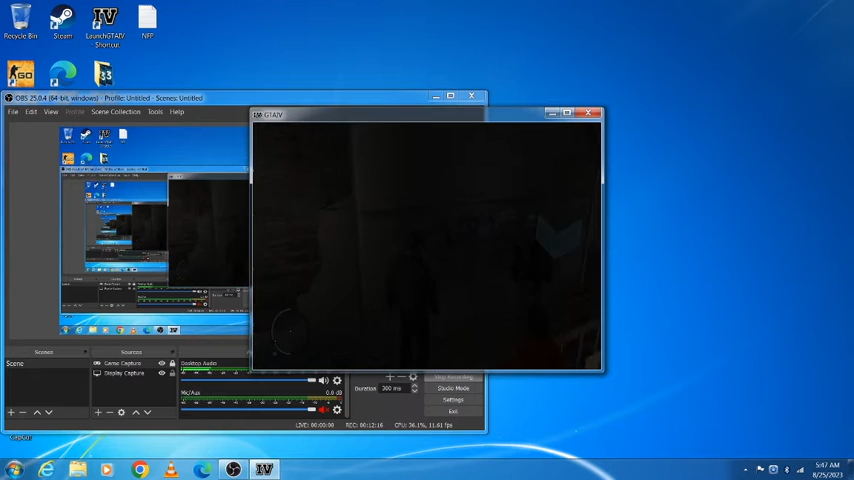 Recycle Bin
Steam
LaunchGTAIV
- Shortcut
NFP
OBS 25.0.4 (64-bit, windows) - Profile: Untitled - Scenes: Untitled
File Edit View Profile Scene Collection Tools Help
GTAIV
Scenes
Sources
Scene
Game Capture
Display Capture
Desktop Audio
Mic/Aux
0.0 dB
Duration 300 ms
Stop Recording
Studio Mode
Settings
Exit
LIVE: 00:00:00
REC: 00:12:16
CPU: 36.1%, 11.61 fps
CapCut
5:47 AM
8/25/2023